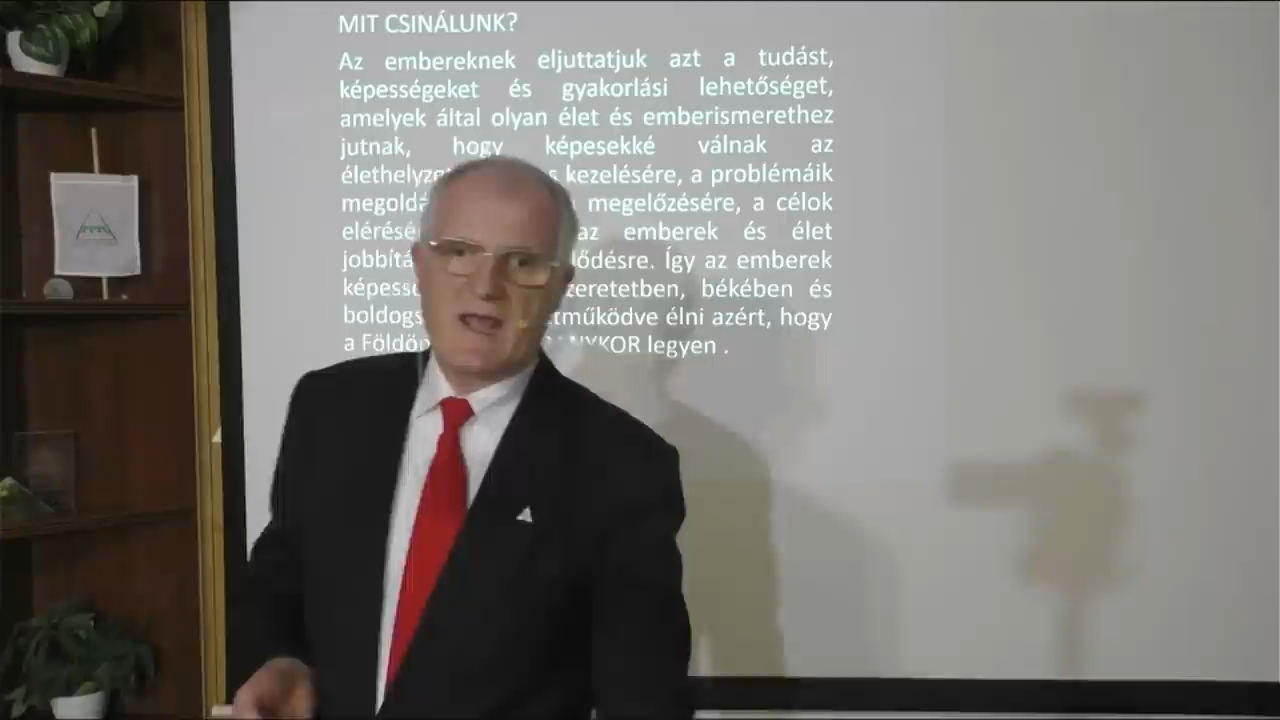 MIT CSINÁLUNK?
Az embereknek eljuttatjuk azt a tudást,
képességeket és gyakorlási lehetőséget,
amelyek által olyan élet és emberismerethez
jutnak, hogy képesekké válnak az
kezelésére, a problémáik
megelőzésére, a célok
az emberek és élet
Így az emberek
békében és
élni azért, hogy
a legyen .